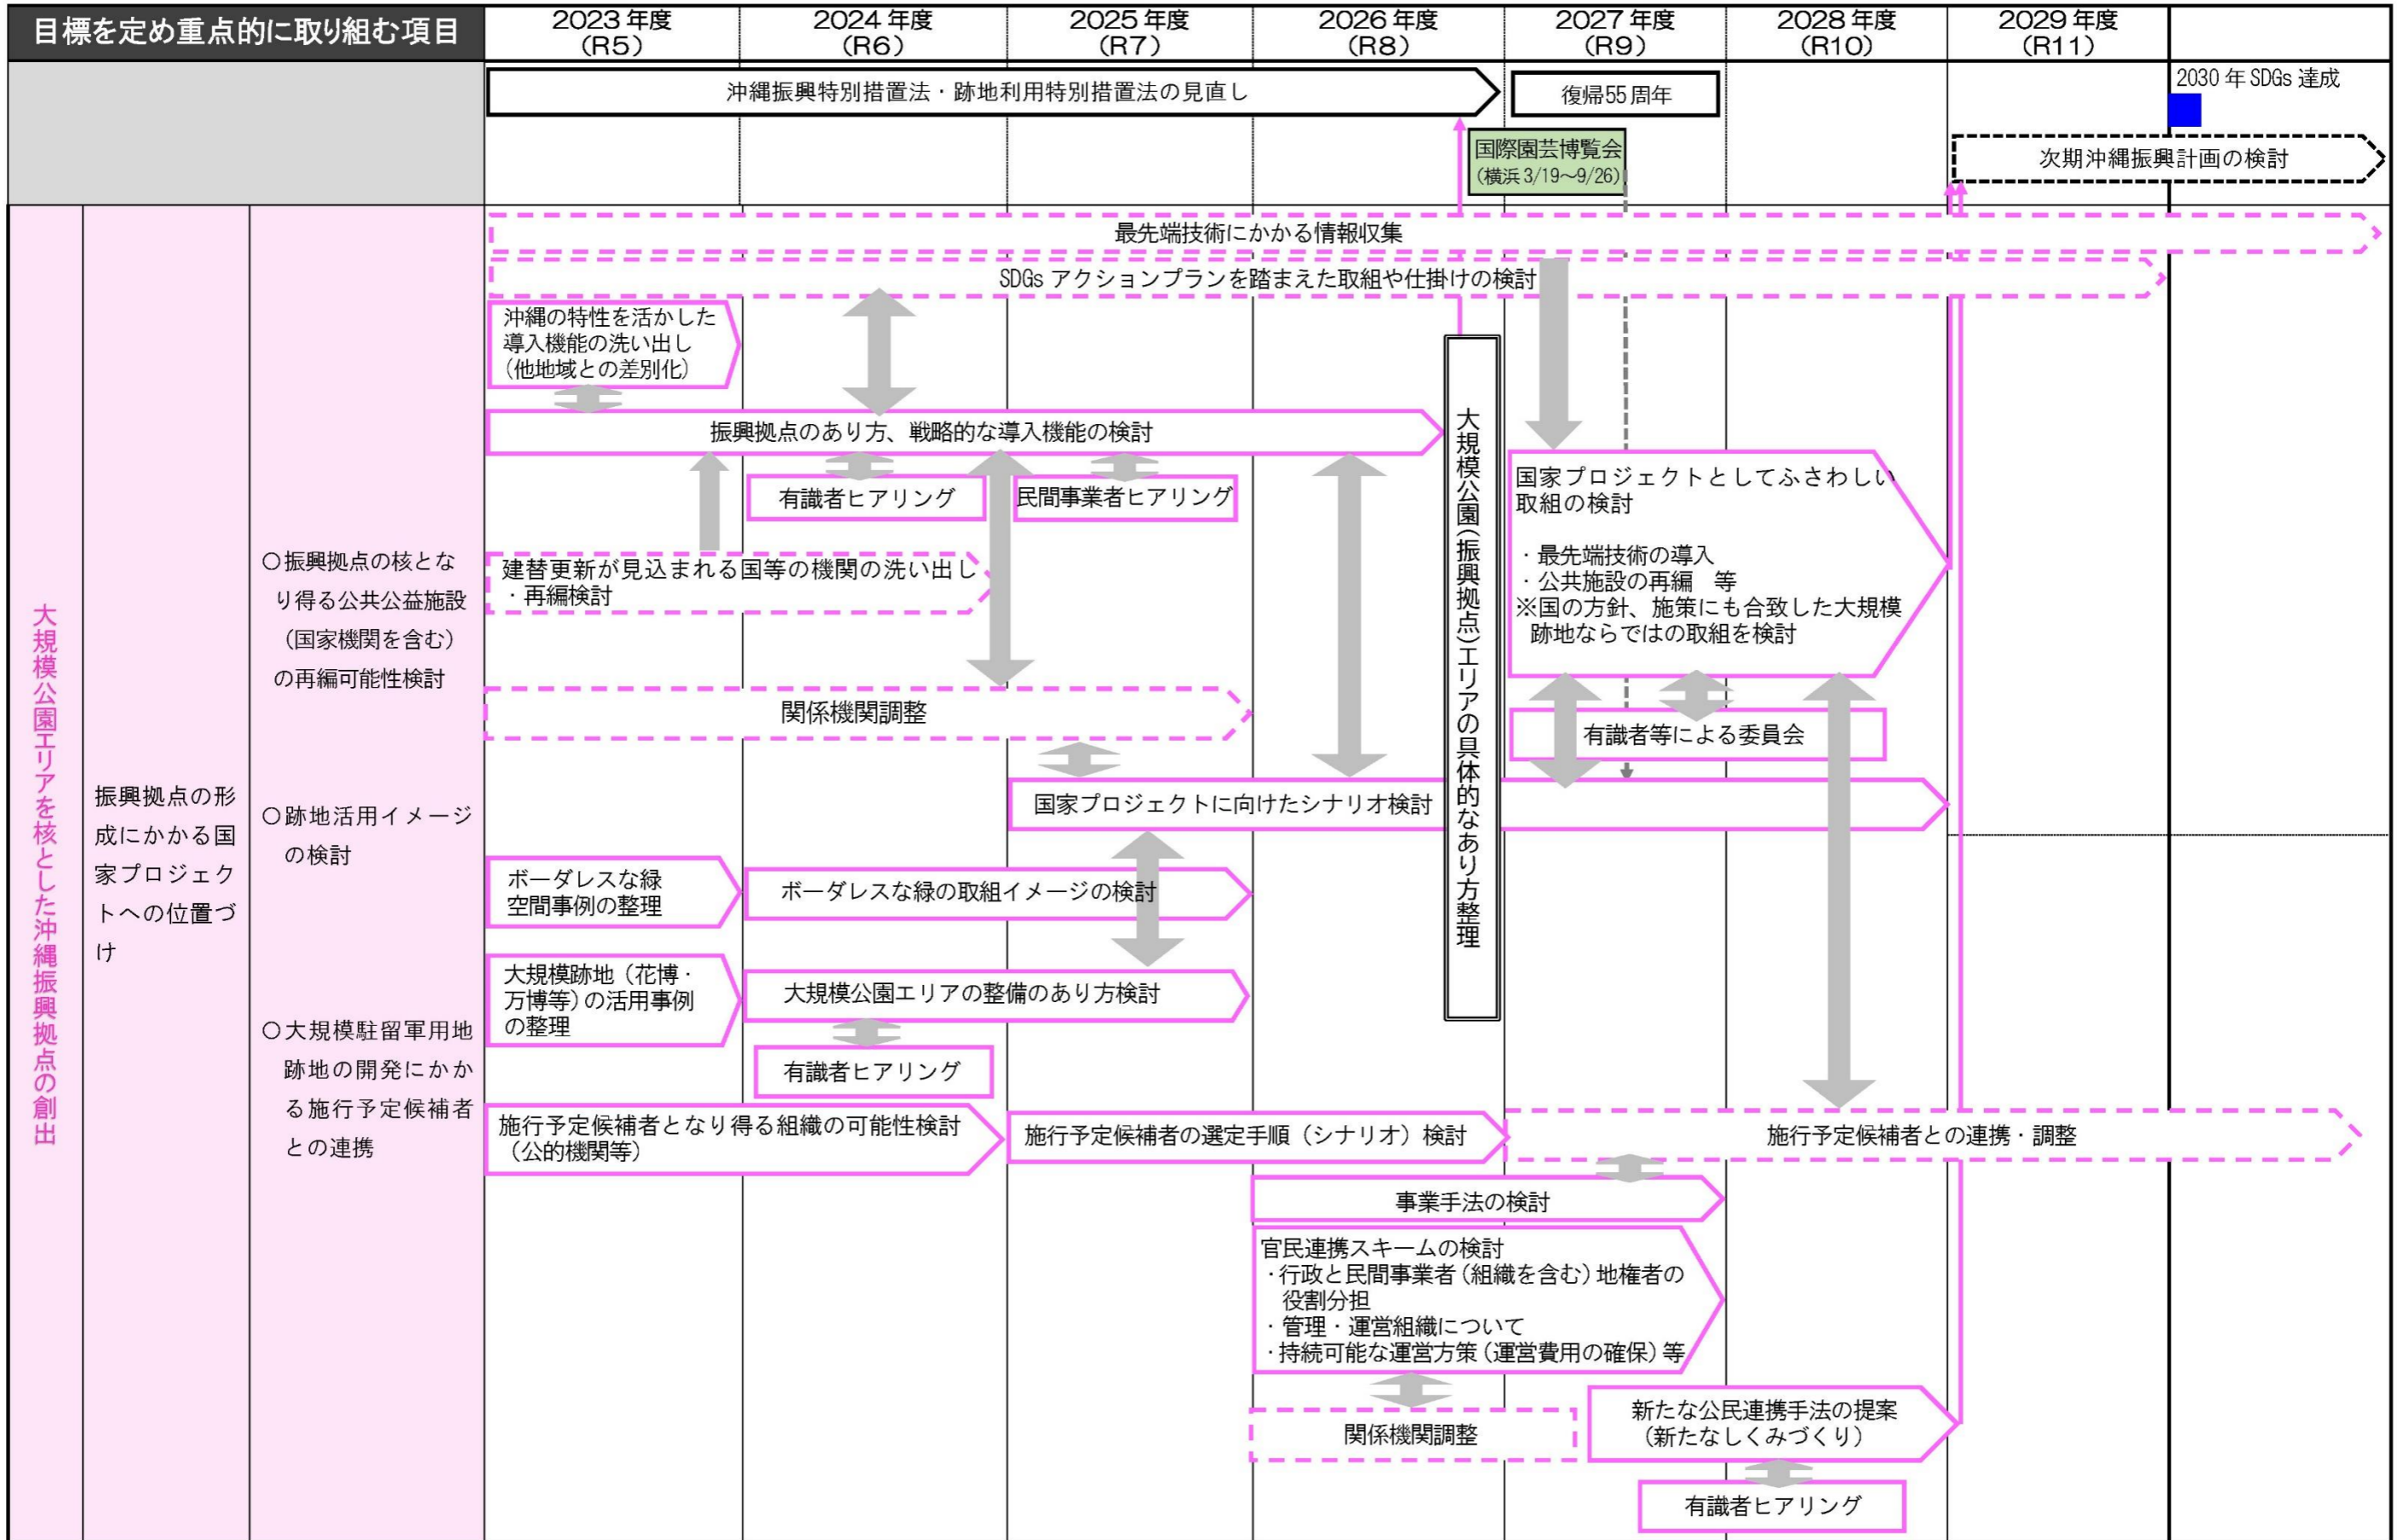 目標を定め重点的に取り組む項目
2023年度
(R5)
2024年度
(R6)
2025年度
(R7)
2026年度
(R8)
2027年度
(R9)
2028年度
(R10)
2029年度
(R11)
沖縄振興特別措置法・跡地利用特別措置法の見直し
復帰55周年
2030年SDGs達成
国際園芸博覧会
(横浜3/19~9/26)
次期沖縄振興計画の検討
大規模公園エリアを核とした沖縄振興拠点の創出
振興拠点の形
成にかかる国
家プロジェク
トへの位置づ
け
○振興拠点の核とな
り得る公共公益施設
(国家機関を含む)
の再編可能性検討
○跡地活用イメージ
の検討
○大規模駐留軍用地
跡地の開発にかか
る施行予定候補者
との連携
最先端技術にかかる情報収集
SDGsアクションプランを踏まえた取組や仕掛けの検討
沖縄の特性を活かした
導入機能の洗い出し
(他地域との差別化)
振興拠点のあり方、戦略的な導入機能の検討
有識者ヒアリング
民間事業者ヒアリング
建替更新が見込まれる国等の機関の洗い出し
・再編検討
関係機関調整
大規模公園(振興拠点)エリアの具体的なあり方整理
国家プロジェクトとしてふさわしい
取組の検討
・最先端技術の導入
・公共施設の再編 等
※国の方針、施策にも合致した大規模
跡地ならではの取組を検討
有識者等による委員会
国家プロジェクトに向けたシナリオ検討
ボーダレスな緑
空間事例の整理
ボーダレスな緑の取組イメージの検討
大規模跡地(花博・
万博等)の活用事例
の整理
大規模公園エリアの整備のあり方検討
有識者ヒアリング
施行予定候補者となり得る組織の可能性検討
(公的機関等)
施行予定候補者の選定手順(シナリオ)検討
施行予定候補者との連携・調整
事業手法の検討
官民連携スキームの検討
・行政と民間事業者(組織を含む)地権者の
役割分担
・管理・運営組織について
・持続可能な運営方策(運営費用の確保)等
関係機関調整
新たな公民連携手法の提案
(新たなしくみづくり)
有識者ヒアリング